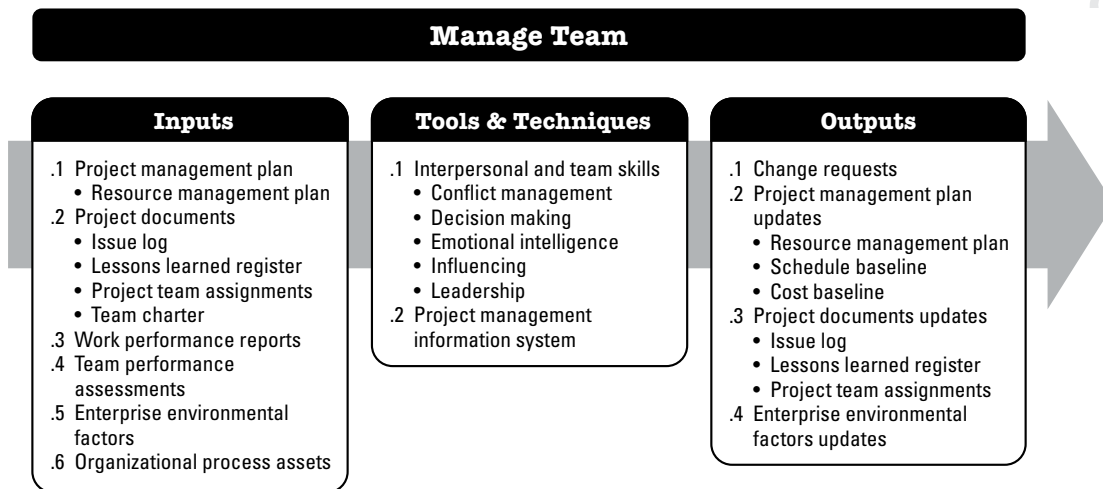 Manage Team
Inputs
.1 Project management plan
• Resource management plan
.2 Project documents
• Issue log
• Lessons learned register
• Project team assignments
• Team charter
.3 Work performance reports
.4 Team performance
assessments
.5 Enterprise environmental
factors
.6 Organizational process assets
Tools & Techniques
.1 Interpersonal and team skills
• Conflict management
• Decision making
• Emotional intelligence
• Influencing
• Leadership
.2 Project management
information system
Outputs
.1 Change requests
.2 Project management plan
updates
• Resource management plan
• Schedule baseline
• Cost baseline
.3 Project documents updates
• Issue log
• Lessons learned register
• Project team assignments
.4 Enterprise environmental
factors updates